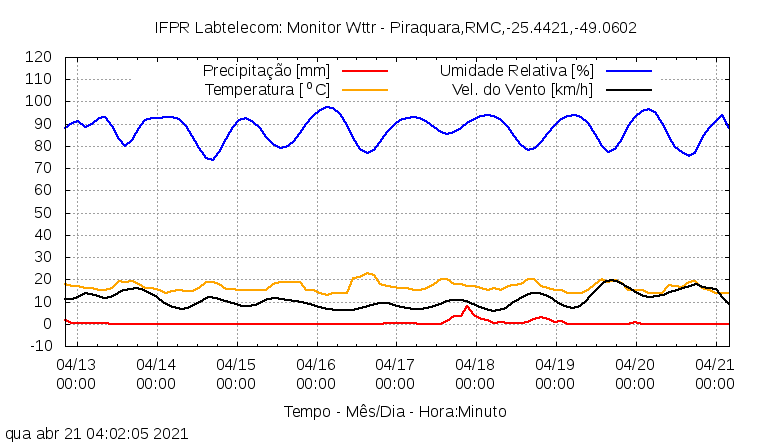 IFPR Labtelecom: Monitor Wttr - Piraquara,RMC,-25.4421,-49.0602
120
110
100
90
80
70
60
50
40
30
20
10
0
-10
Precipitação [mm] Umidade Relativa [%]
Temperatura [ ⁰C] Vel. do Vento [km/h]
04/13 04/14 04/15 04/16 04/17 04/18 04/19 04/20 04/21
00:00 00:00 00:00 00:00 00:00 00:00 00:00 00:00 00:00
Tempo - Mês/Dia - Hora:Minuto
qua abr 21 04:02:05 2021